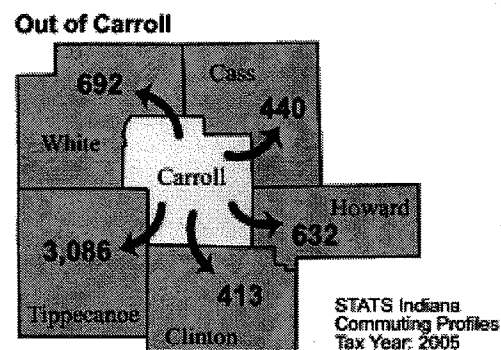 Out of Carroll
692
Cass
440
White
Carroll
Howard
3,086
632
413
Tippecanoe
Clinton
STATS Indiana
Commuting Profiles
Tax Year: 2005